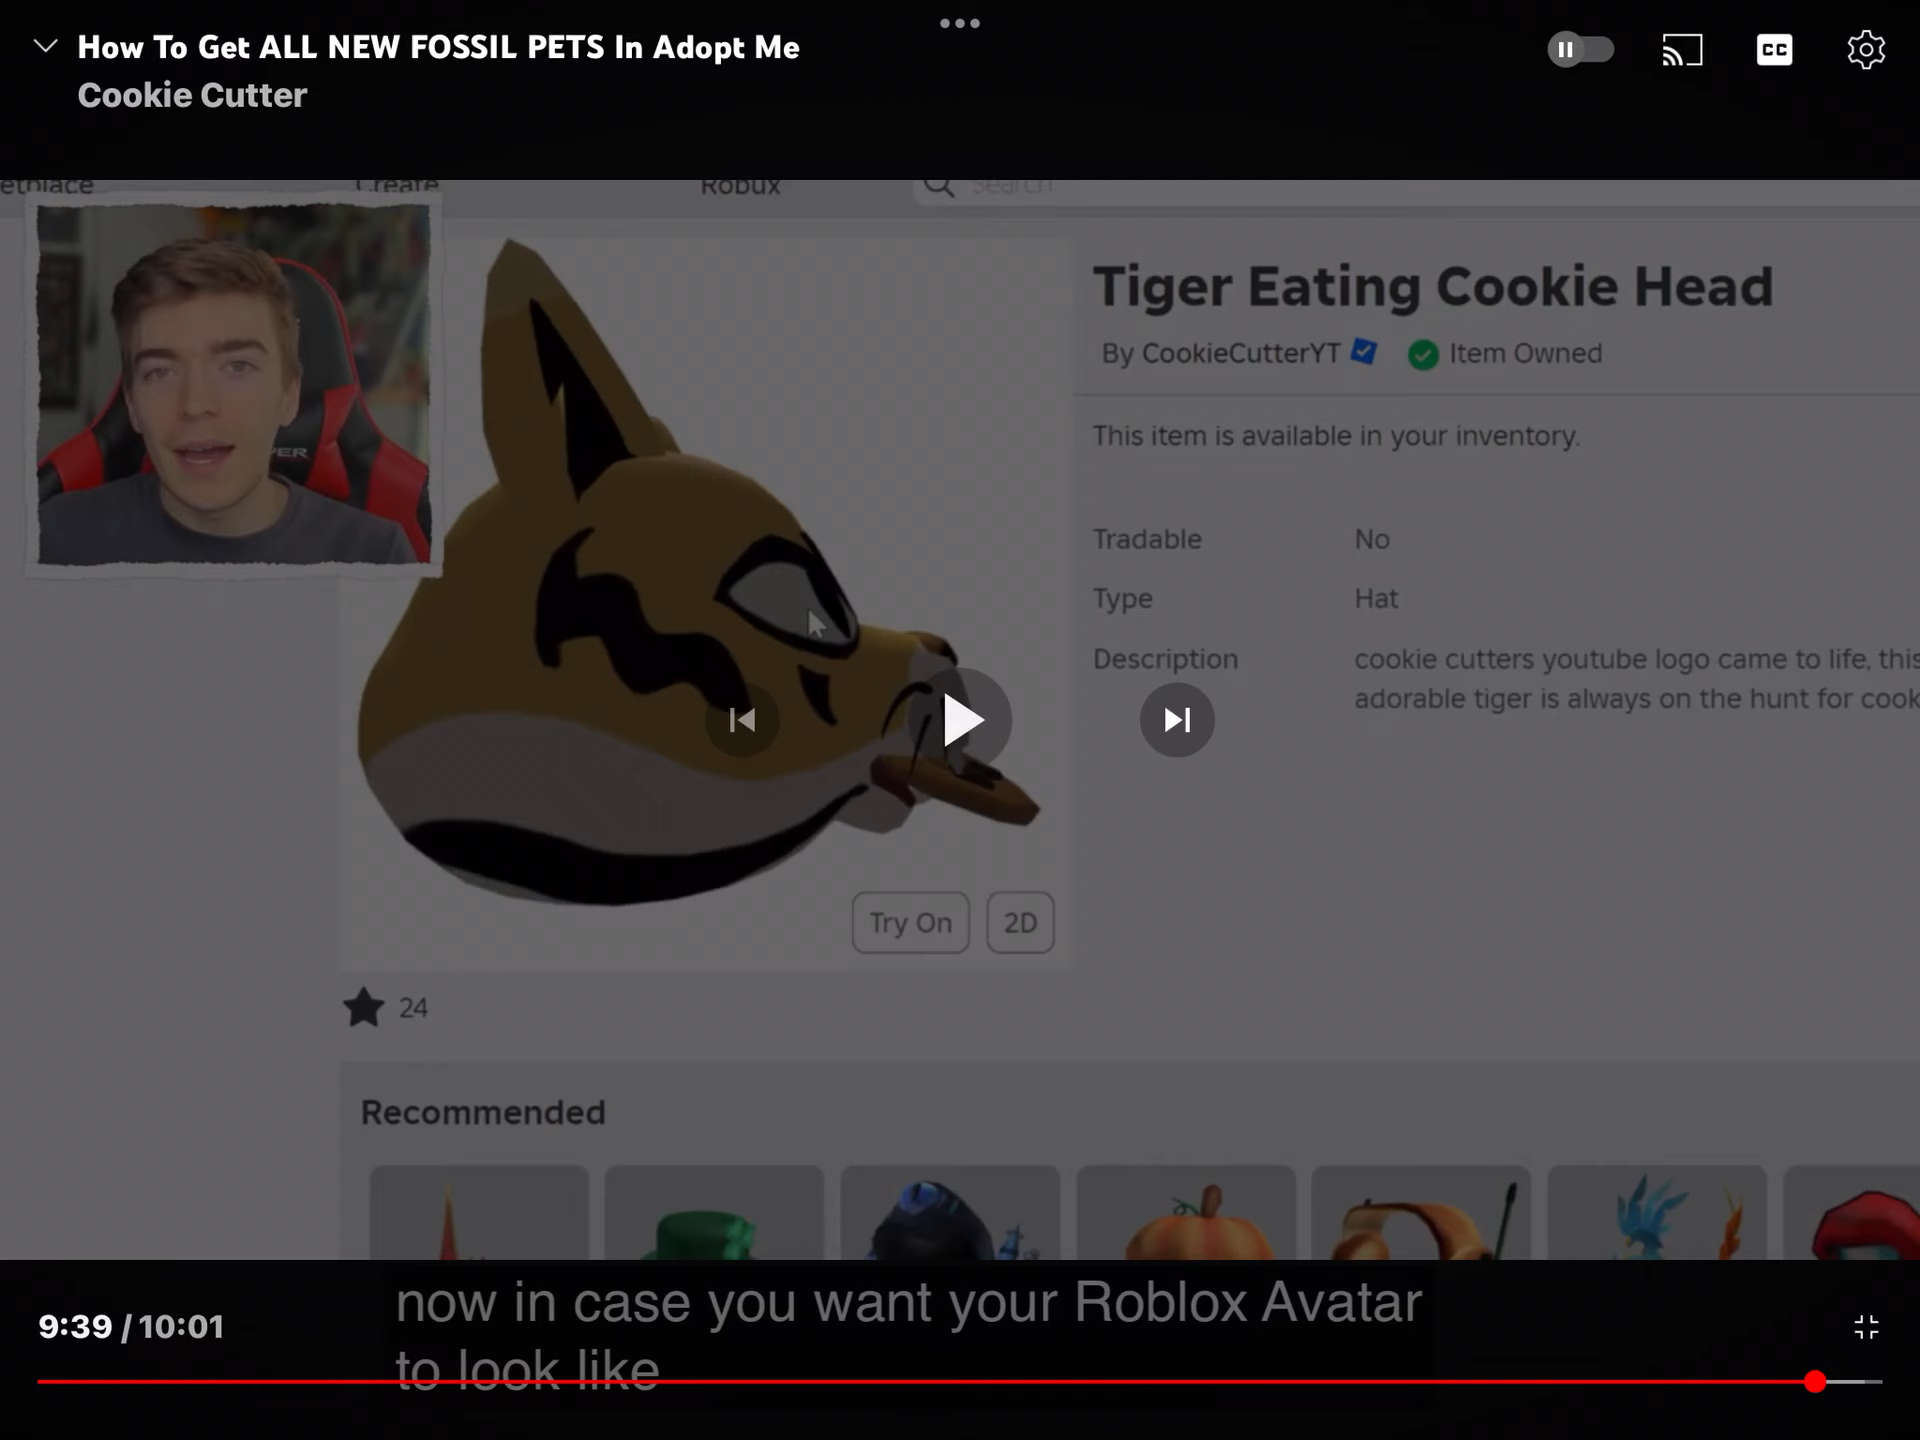 How To Get ALL NEW FOSSIL PETS In Adopt Me
CC
Cookie Cutter
Create
Robux
Search
Tiger Eating Cookie Head
By CookieCutterYT
Item Owned
This item is available in your inventory.
Tradable No
Type Hat
Description cookie cutters youtube logo came to life, this
adorable tiger is always on the hunt for cook
Try On
2D
24
Recommended
now in case you want your Roblox Avatar
to look like
9:39 / 10:01